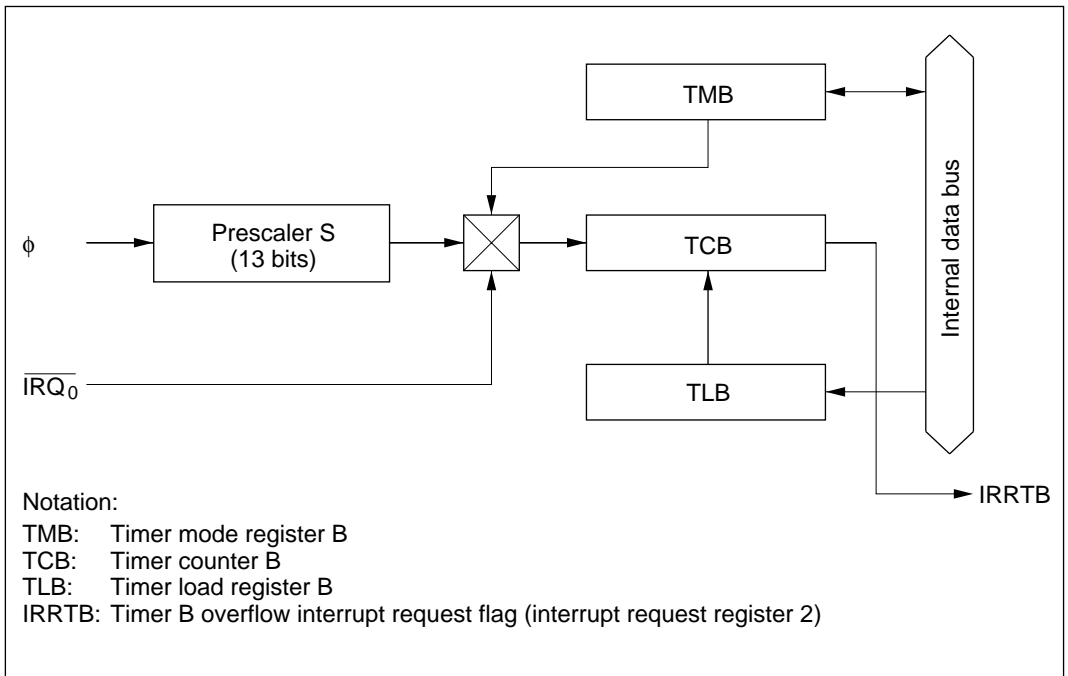 TMB
Internal data bus
φ
Prescaler S
(13 bits)
TCB
IRQ0
TLB
IRRTB
Notation:
TMB: Timer mode register B
TCB: Timer counter B
TLB: Timer load register B
IRRTB: Timer B overflow interrupt request flag (interrupt request register 2)